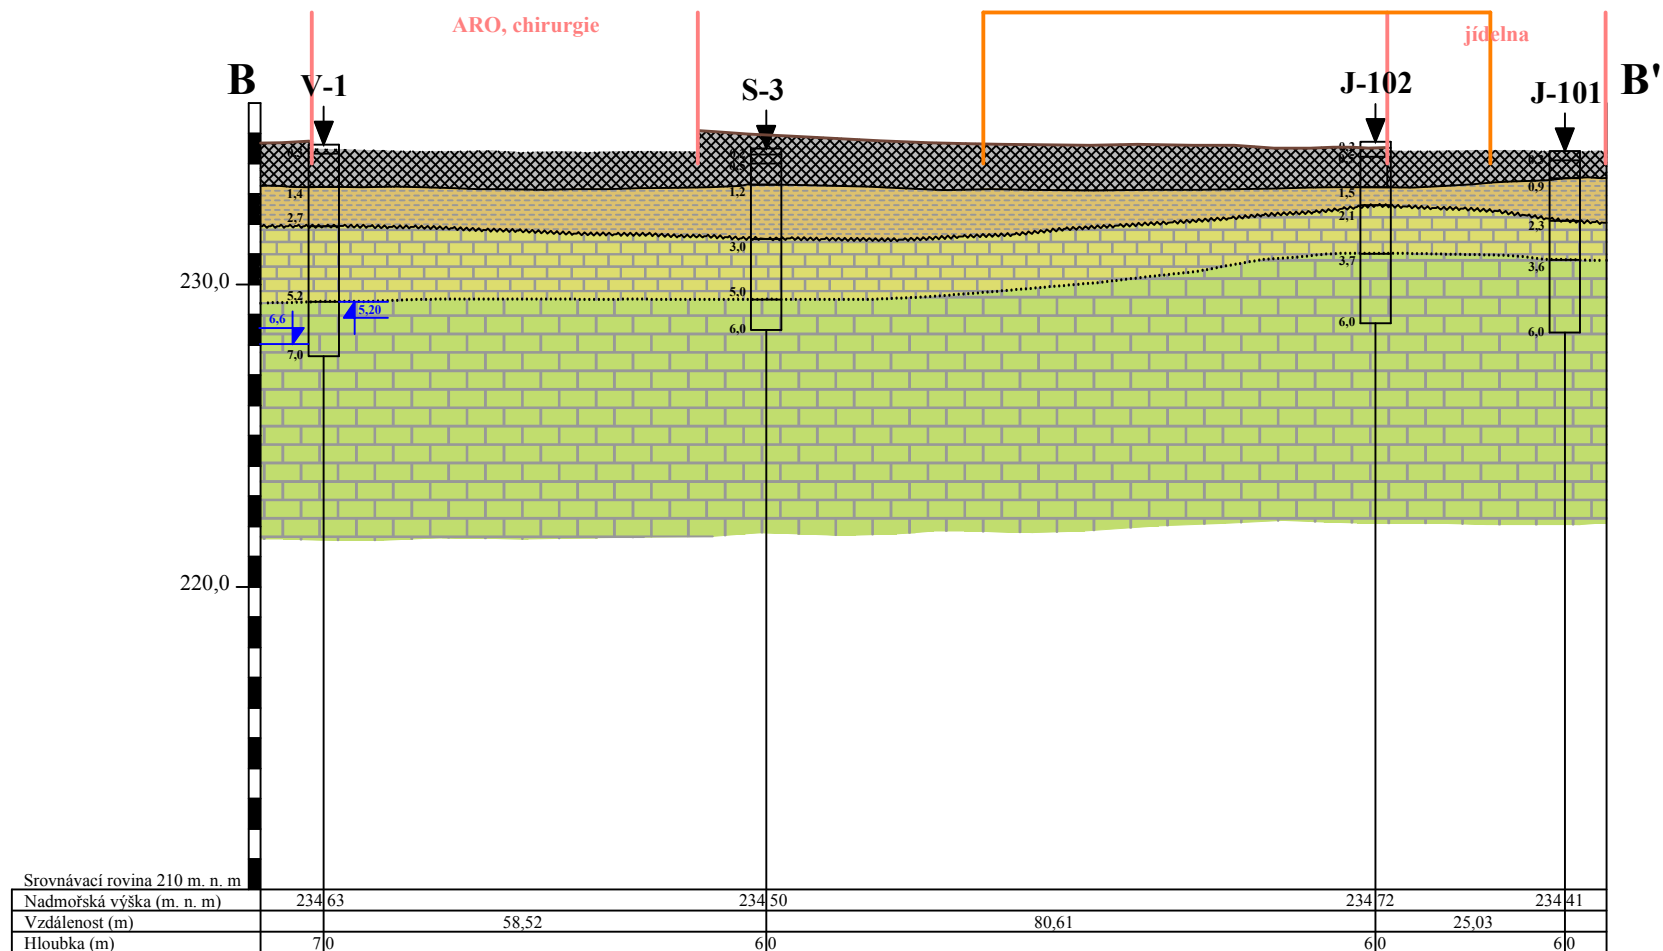 ARO, chirurgie
jídelna
B
V-1
S-3
J-102
J-101
B'
0,3
1,4
1,2
1,5
0,9
2,7
2,1
2,3
3,0
3,7
3,6
230,0
5,2
5,0
5,20
6,6
6,0
6,0
6,0
7,0
220,0
Srovnávací rovina 210 m. n. m
Nadmořská výška (m. n. m) 234,63 234,50 234,72 234,41
Vzdálenost (m) 58,52 80,61 25,03
Hloubka (m) 7,0 6,0 6,0 6,0